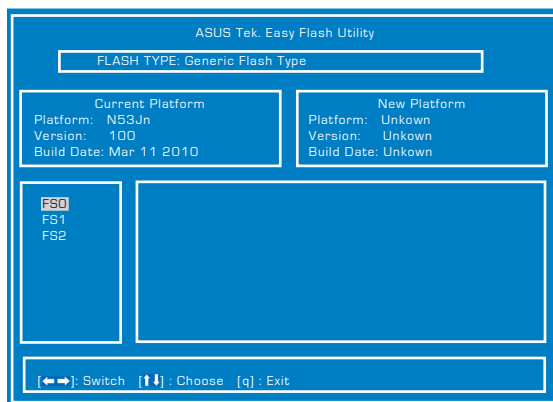 ASUS Tek. Easy Flash Utility
FLASH TYPE: Generic Flash Type
Current Platform
Platform: N53Jn
Version: 100
Build Date: Mar 11 2010
New Platform
Platform: Unkown
Version: Unkown
Build Date: Unkown
FS0
FS1
FS2
[←→]: Switch [↑↓] : Choose [q] : Exit